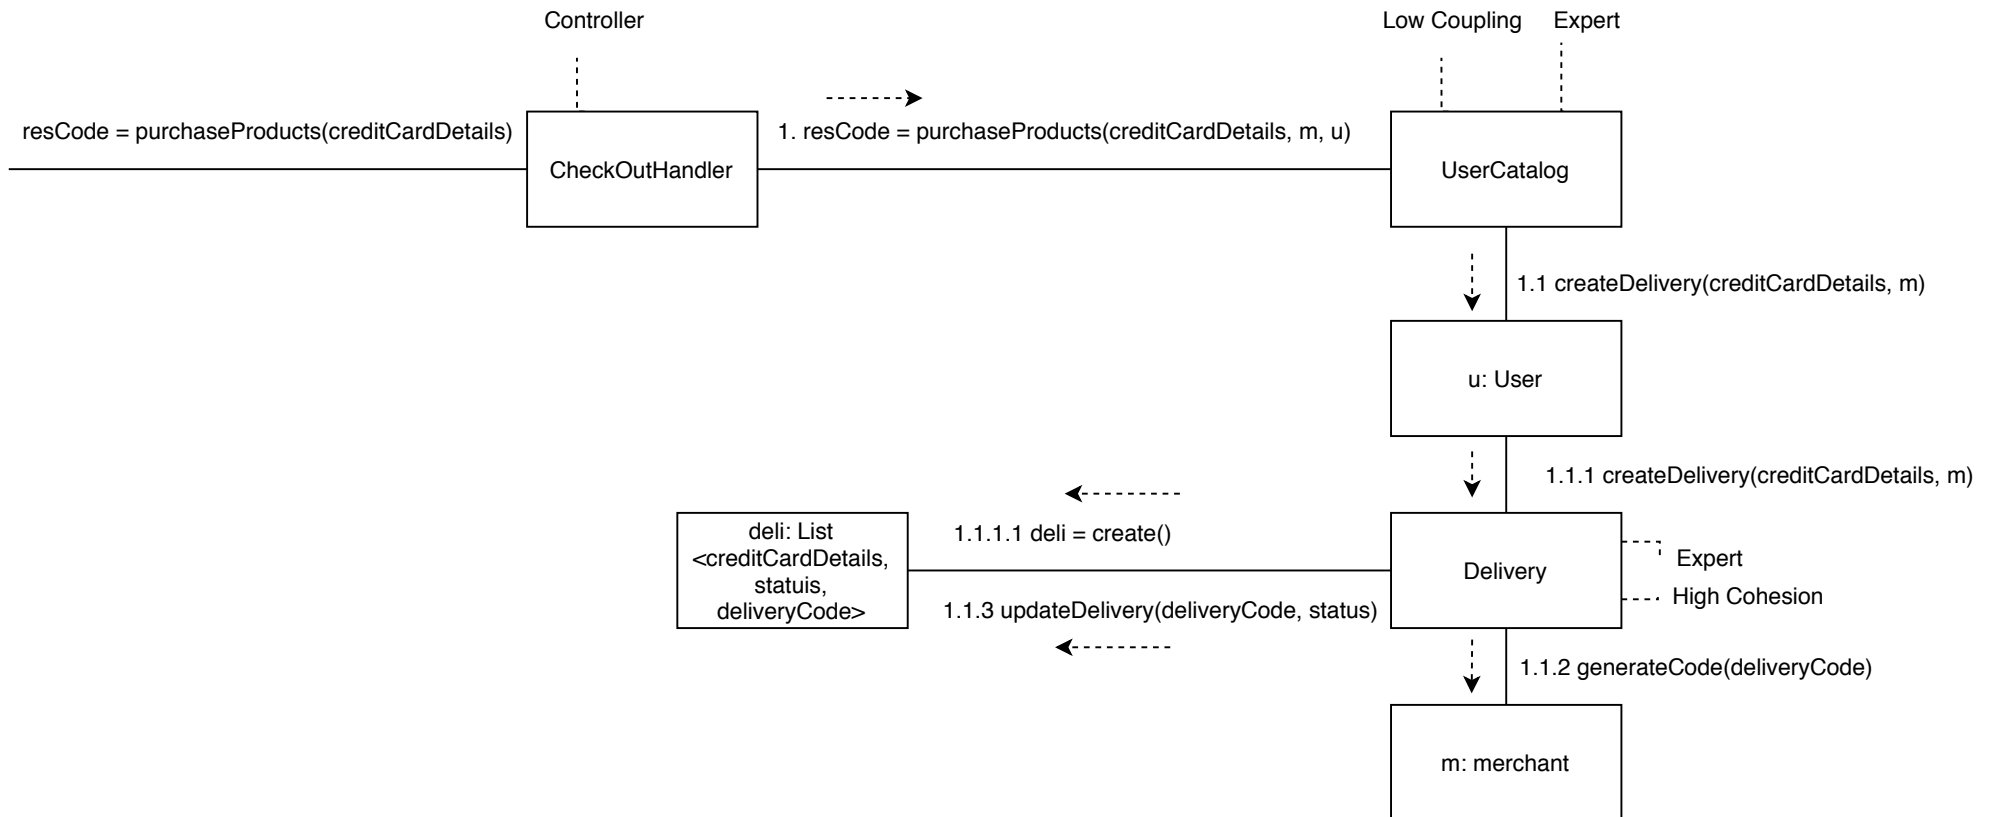 Controller
Low Coupling
Expert
resCode = purchaseProducts(creditCardDetails)
1. resCode = purchaseProducts(creditCardDetails, m, u)
CheckOutHandler
UserCatalog
1.1 createDelivery(creditCardDetails, m)
u: User
1.1.1 createDelivery(creditCardDetails, m)
1.1.1.1 deli = create()
deli: List
<creditCardDetails,
statuis,
deliveryCode>
Delivery
Expert
High Cohesion
1.1.3 updateDelivery(deliveryCode, status)
1.1.2 generateCode(deliveryCode)
m: merchant